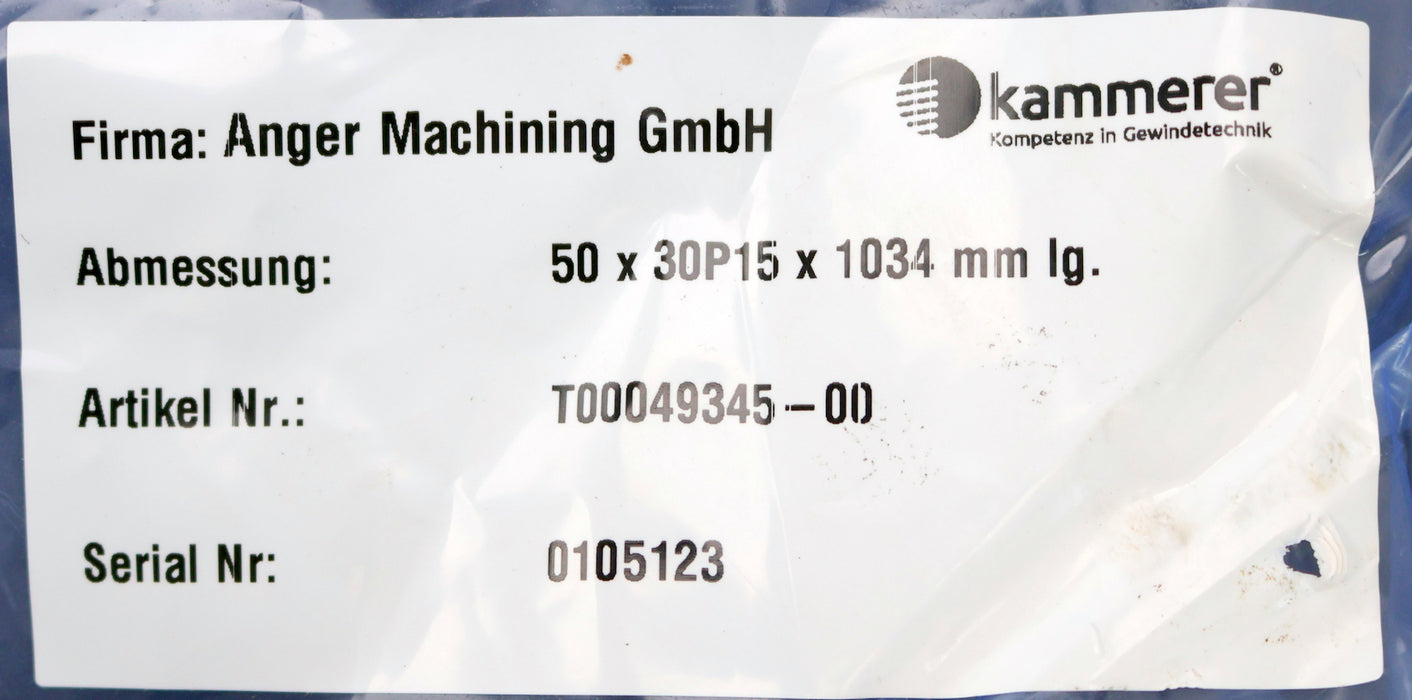 kammerer®
Kompetenz in Gewindetechnik
Firma: Anger Machining GmbH
Abmessung: 50 x 30P15 x 1034 mm lg.
Artikel Nr.: T00049345-00
Serial Nr: 0105123